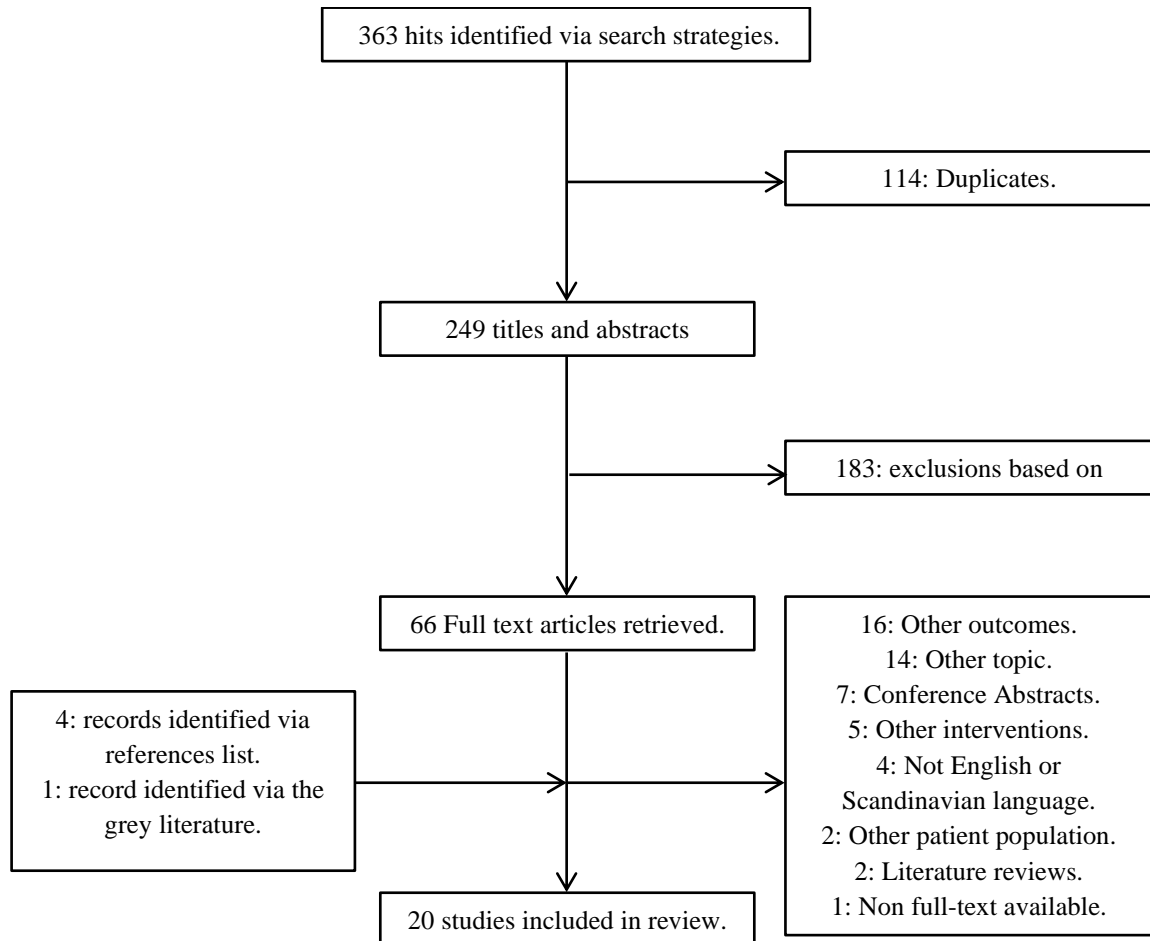 363 hits identified via search strategies.
114: Duplicates.
249 titles and abstracts
183: exclusions based on
66 Full text articles retrieved.
4: records identified via
references list.
1: record identified via the
grey literature.
16: Other outcomes.
14: Other topic.
7: Conference Abstracts.
5: Other interventions.
4: Not English or
Scandinavian language.
2: Other patient population.
2: Literature reviews.
1: Non full-text available.
20 studies included in review.